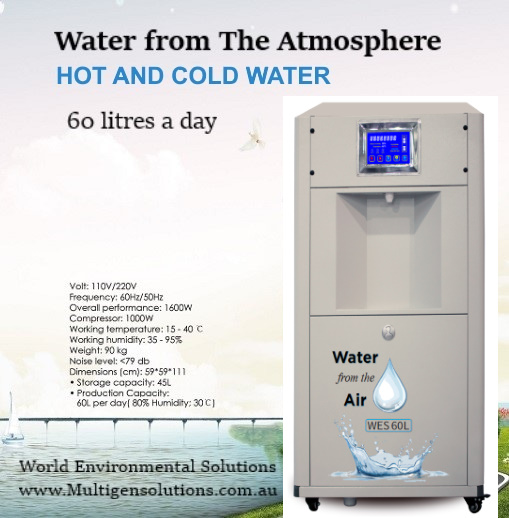 Water from The Atmosphere
HOT AND COLD WATER
60 litres a day
Volt: 110V/220V
Frequency: 60Hz/50Hz
Overall performance: 1600W
Compressor: 1000W
Working temperature: 15 - 40 ℃
Working humidity: 35 - 95%
Weight: 90 kg
Noise level: <79 db
Dimensions (cm): 59*59*111
• Storage capacity: 45L
• Production Capacity:
60L per day( 80% Humidity; 30℃)
Water
from the
Air
WES 60L
World Environmental Solutions
www.Multigensolutions.com.au